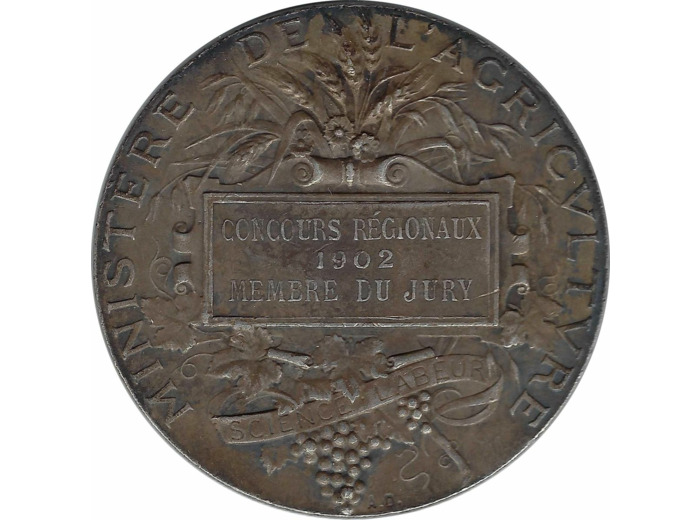 MINISTERE DE L'AGRICVLTVRE
CONCOURS RÉGIONAUX
1902
MEMBRE DU JURY
SCIENCE LABEUR
A.D.